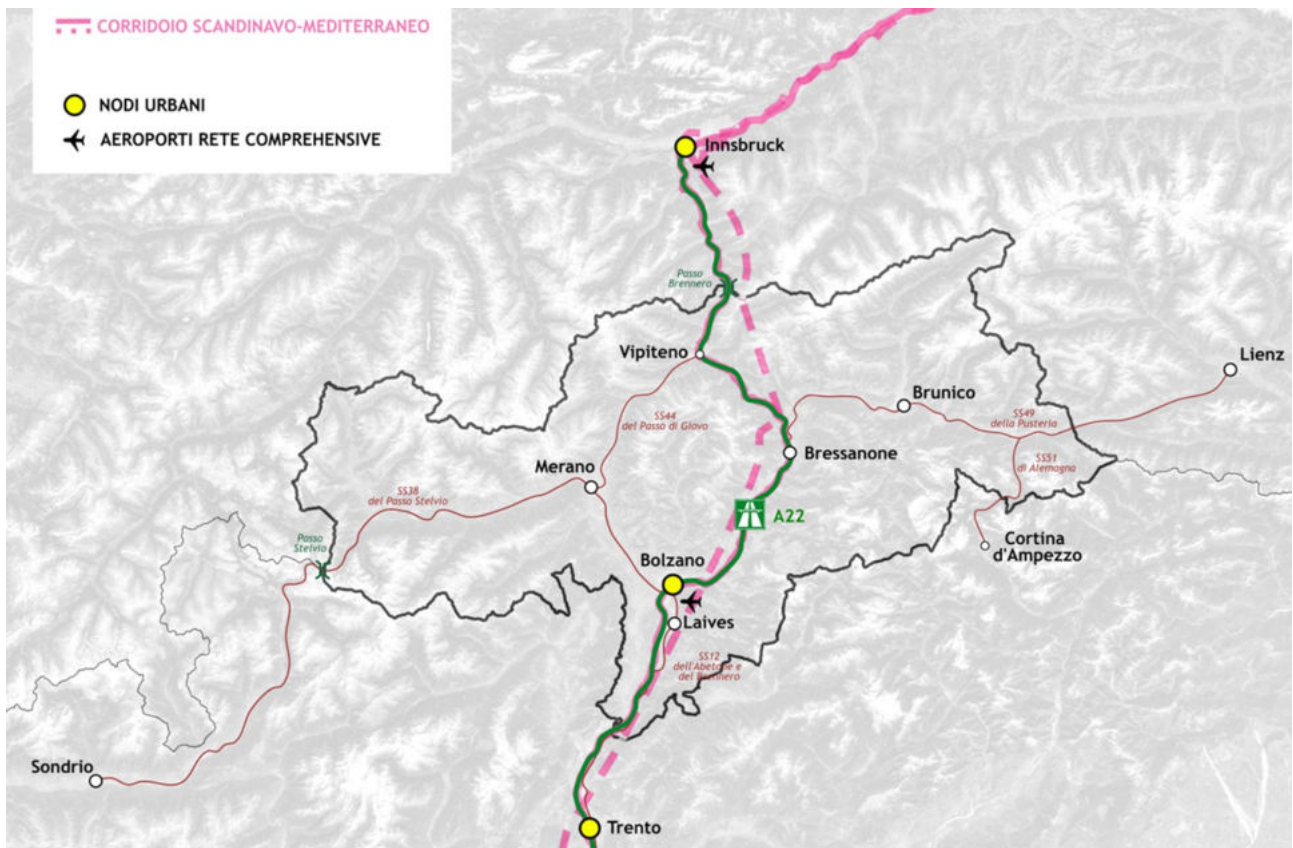 CORRIDOIO SCANDINAVO-MEDITERRANEO
NODI URBANI
AEROPORTI RETE COMPREHENSIVE
Innsbruck
Passo
Brennero
Vipiteno
Lienz
Brunico
SS44
del Passo di Giovo
SS49
della Pusteria
Bressanone
SS51
di Alemagna
Merano
SS38
del Passo Stelvio
A22
Passo
Stelvio
Cortina
d'Ampezzo
Bolzano
Laives
SS12
dell'Abetone e
del Brennero
Sondrio
Trento